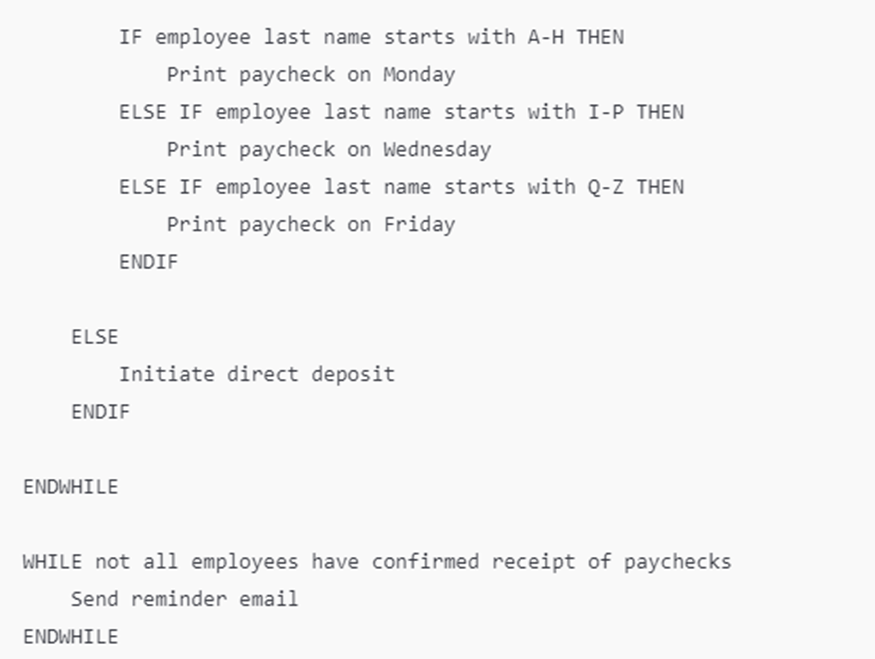 IF employee last name starts with A-H THEN
Print paycheck on Monday
ELSE IF employee last name starts with I-P THEN
Print paycheck on Wednesday
ELSE IF employee last name starts with Q-Z THEN
Print paycheck on Friday
ENDIF
ELSE
Initiate direct deposit
ENDIF
ENDWHILE
WHILE not all employees have confirmed receipt of paychecks
Send reminder email
ENDWHILE